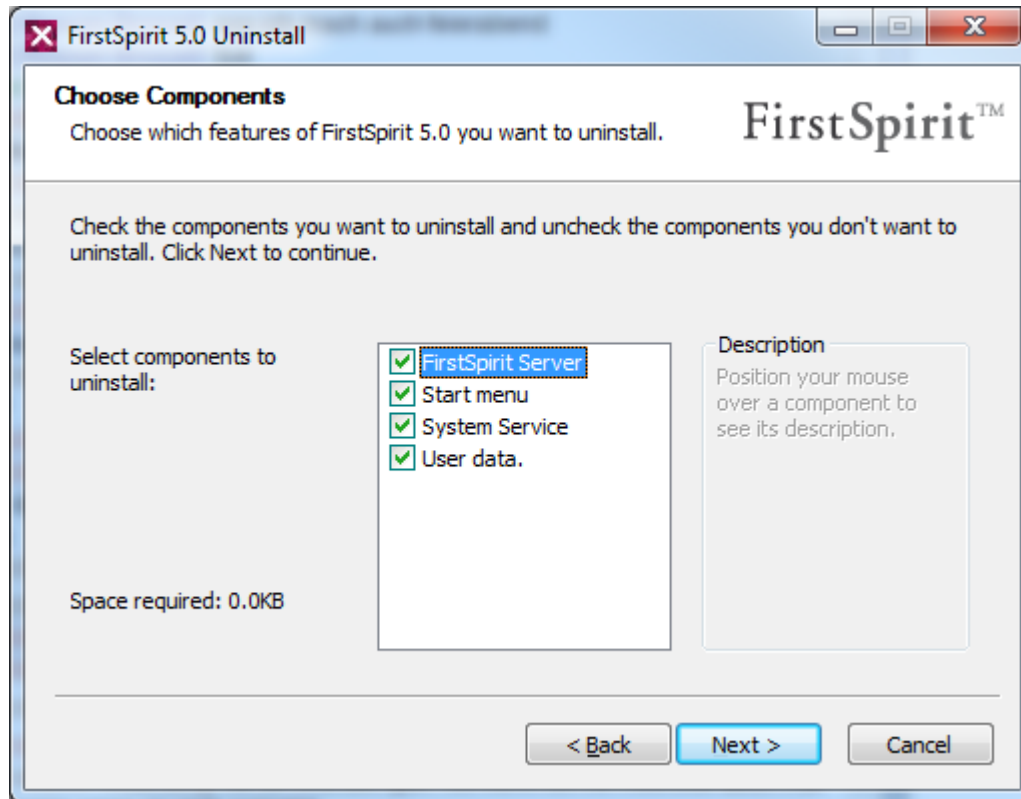 FirstSpirit 5.0 Uninstall
Choose Components
Choose which features of FirstSpirit 5.0 you want to uninstall.
FirstSpirit™
Check the components you want to uninstall and uncheck the components you don't want to
uninstall. Click Next to continue.
Select components to
uninstall:
FirstSpirit Server
Start menu
System Service
User data.
Description
Position your mouse
over a component to
see its description.
Space required: 0.0KB
< Back
Next >
Cancel